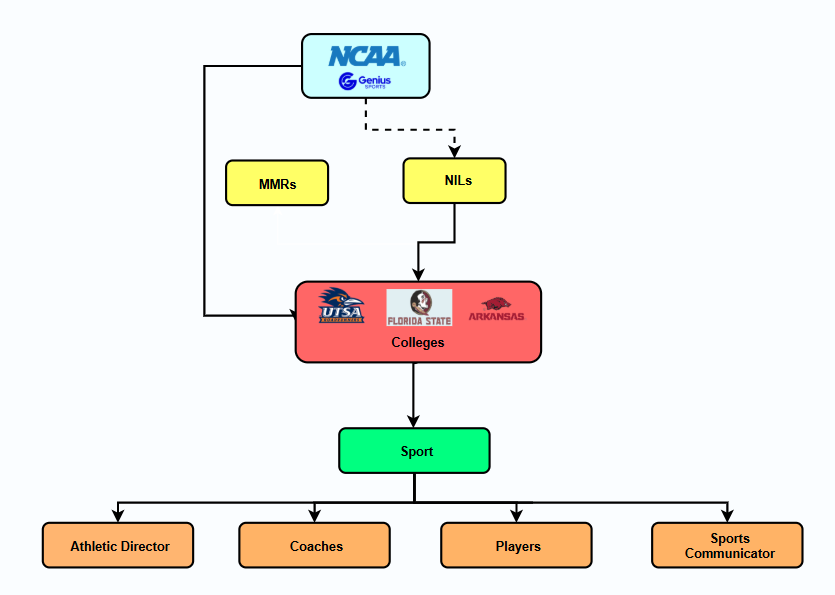 NCAA®
Genius
SPORTS
MMRs
NILs
UTSA
FLORIDA STATE
ARKANSAS
Colleges
Sport
Athletic Director
Coaches
Players
Sports
Communicator